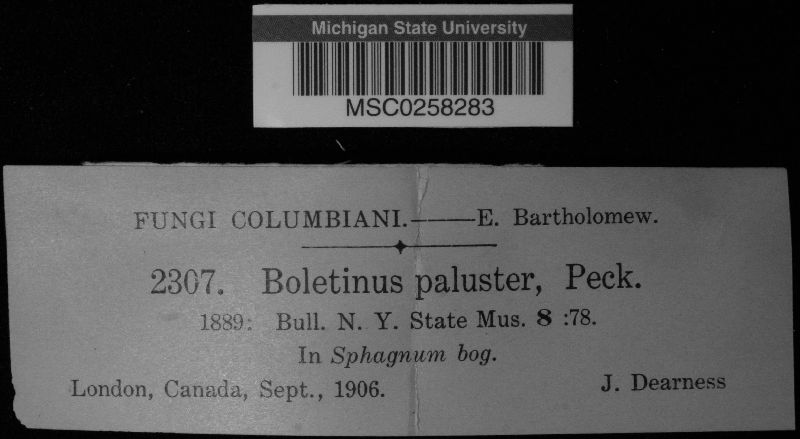 Michigan State University
MSC0258283
FUNGI COLUMBIANI.——E. Bartholomew.
2307. Boletinus paluster, Peck.
1889: Bull. N. Y. State Mus. 8 :78.
In Sphagnum bog.
London, Canada, Sept., 1906. J. Dearness